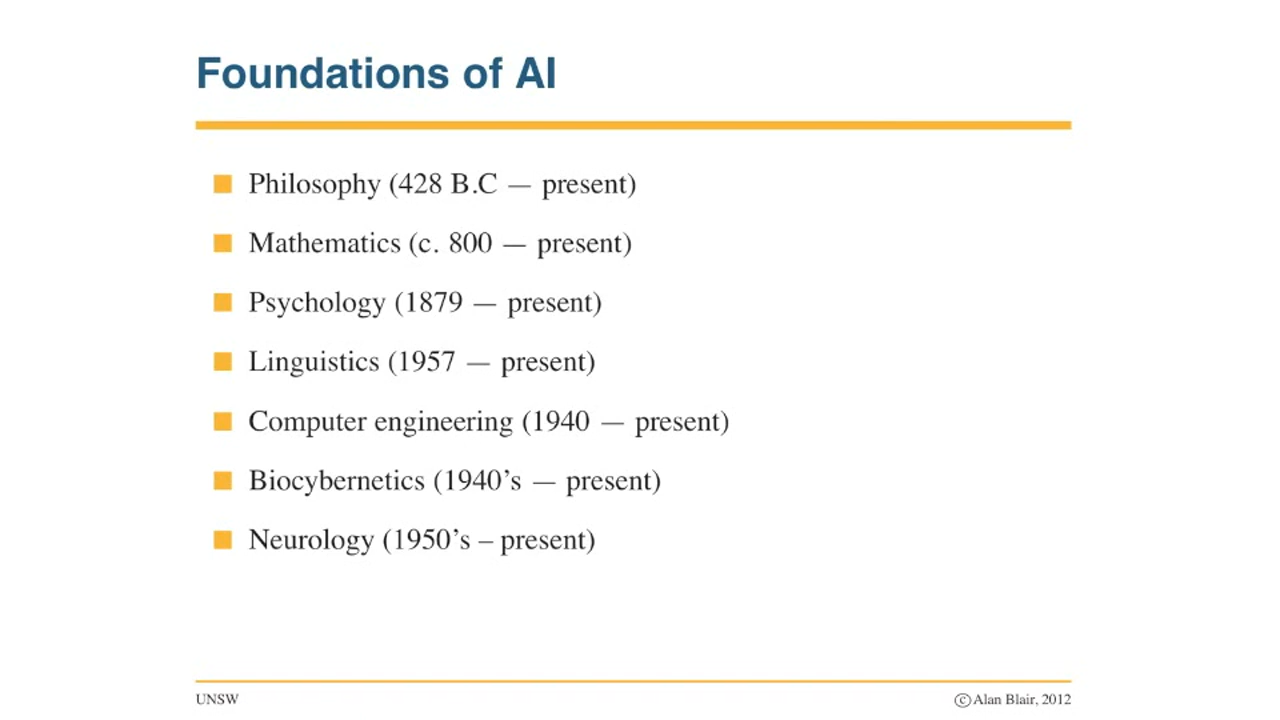 Foundations of AI
Philosophy (428 B.C — present)
Mathematics (c. 800 — present)
Psychology (1879 — present)
Linguistics (1957 — present)
Computer engineering (1940 — present)
Biocybernetics (1940’s — present)
Neurology (1950’s – present)
UNSW
©Alan Blair, 2012